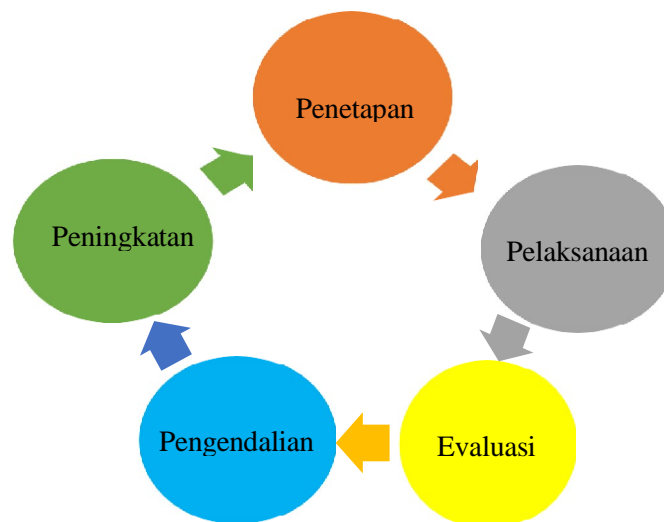 Penetapan
Pelaksanaan
Evaluasi
Pengendalian
Peningkatan